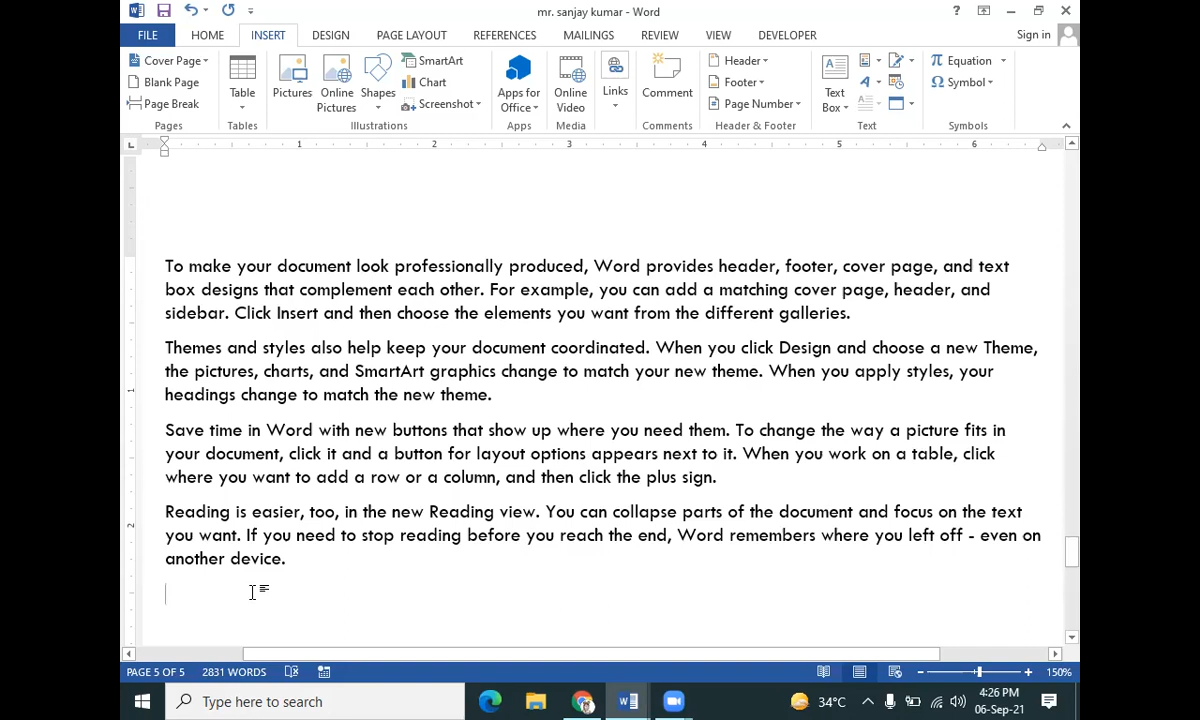 mr. sanjay kumar - Word
?
FILE HOME INSERT DESIGN PAGE LAYOUT REFERENCES MAILINGS REVIEW VIEW DEVELOPER Sign in
Cover Page
Blank Page
Page Break
Pages
Table
Tables
Pictures
Online Pictures
Shapes
SmartArt
Chart
Screenshot
Illustrations
Apps for Office
Apps
Online Video
Media
Links
Comment
Comments
Header
Footer
Page Number
Header & Footer
Text Box
Text
Equation
Symbol
Symbols
1 2 3 4 5 6
To make your document look professionally produced, Word provides header, footer, cover page, and text
box designs that complement each other. For example, you can add a matching cover page, header, and
sidebar. Click Insert and then choose the elements you want from the different galleries.
Themes and styles also help keep your document coordinated. When you click Design and choose a new Theme,
the pictures, charts, and SmartArt graphics change to match your new theme. When you apply styles, your
headings change to match the new theme.
Save time in Word with new buttons that show up where you need them. To change the way a picture fits in
your document, click it and a button for layout options appears next to it. When you work on a table, click
where you want to add a row or a column, and then click the plus sign.
Reading is easier, too, in the new Reading view. You can collapse parts of the document and focus on the text
you want. If you need to stop reading before you reach the end, Word remembers where you left off - even on
another device.
1
2
PAGE 5 OF 5 2831 WORDS 150%
Type here to search
34°C
4:26 PM
06-Sep-21